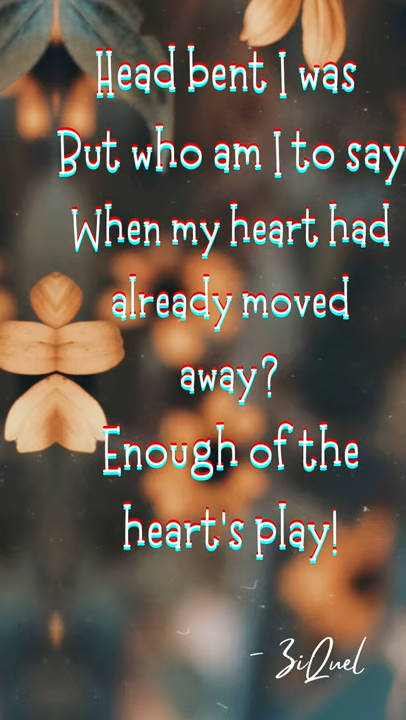 Head bent I was
But who am I to say
When my heart had
already moved
away?
Enough of the
heart's play!
- ZiQuel